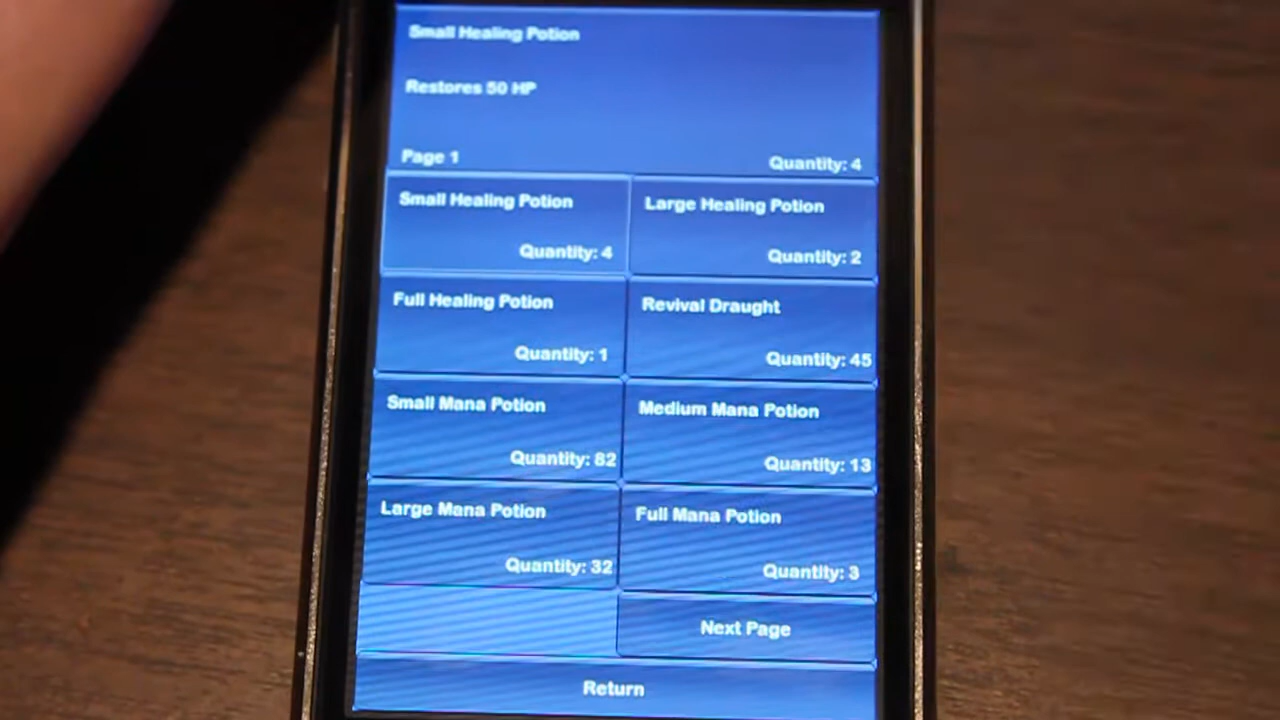 Small Healing Potion
Restores 50 HP
Page 1
Quantity: 4
Small Healing Potion
Quantity: 4
Large Healing Potion
Quantity: 2
Full Healing Potion
Quantity: 1
Revival Draught
Quantity: 45
Small Mana Potion
Quantity: 82
Medium Mana Potion
Quantity: 13
Large Mana Potion
Quantity: 32
Full Mana Potion
Quantity: 3
Next Page
Return